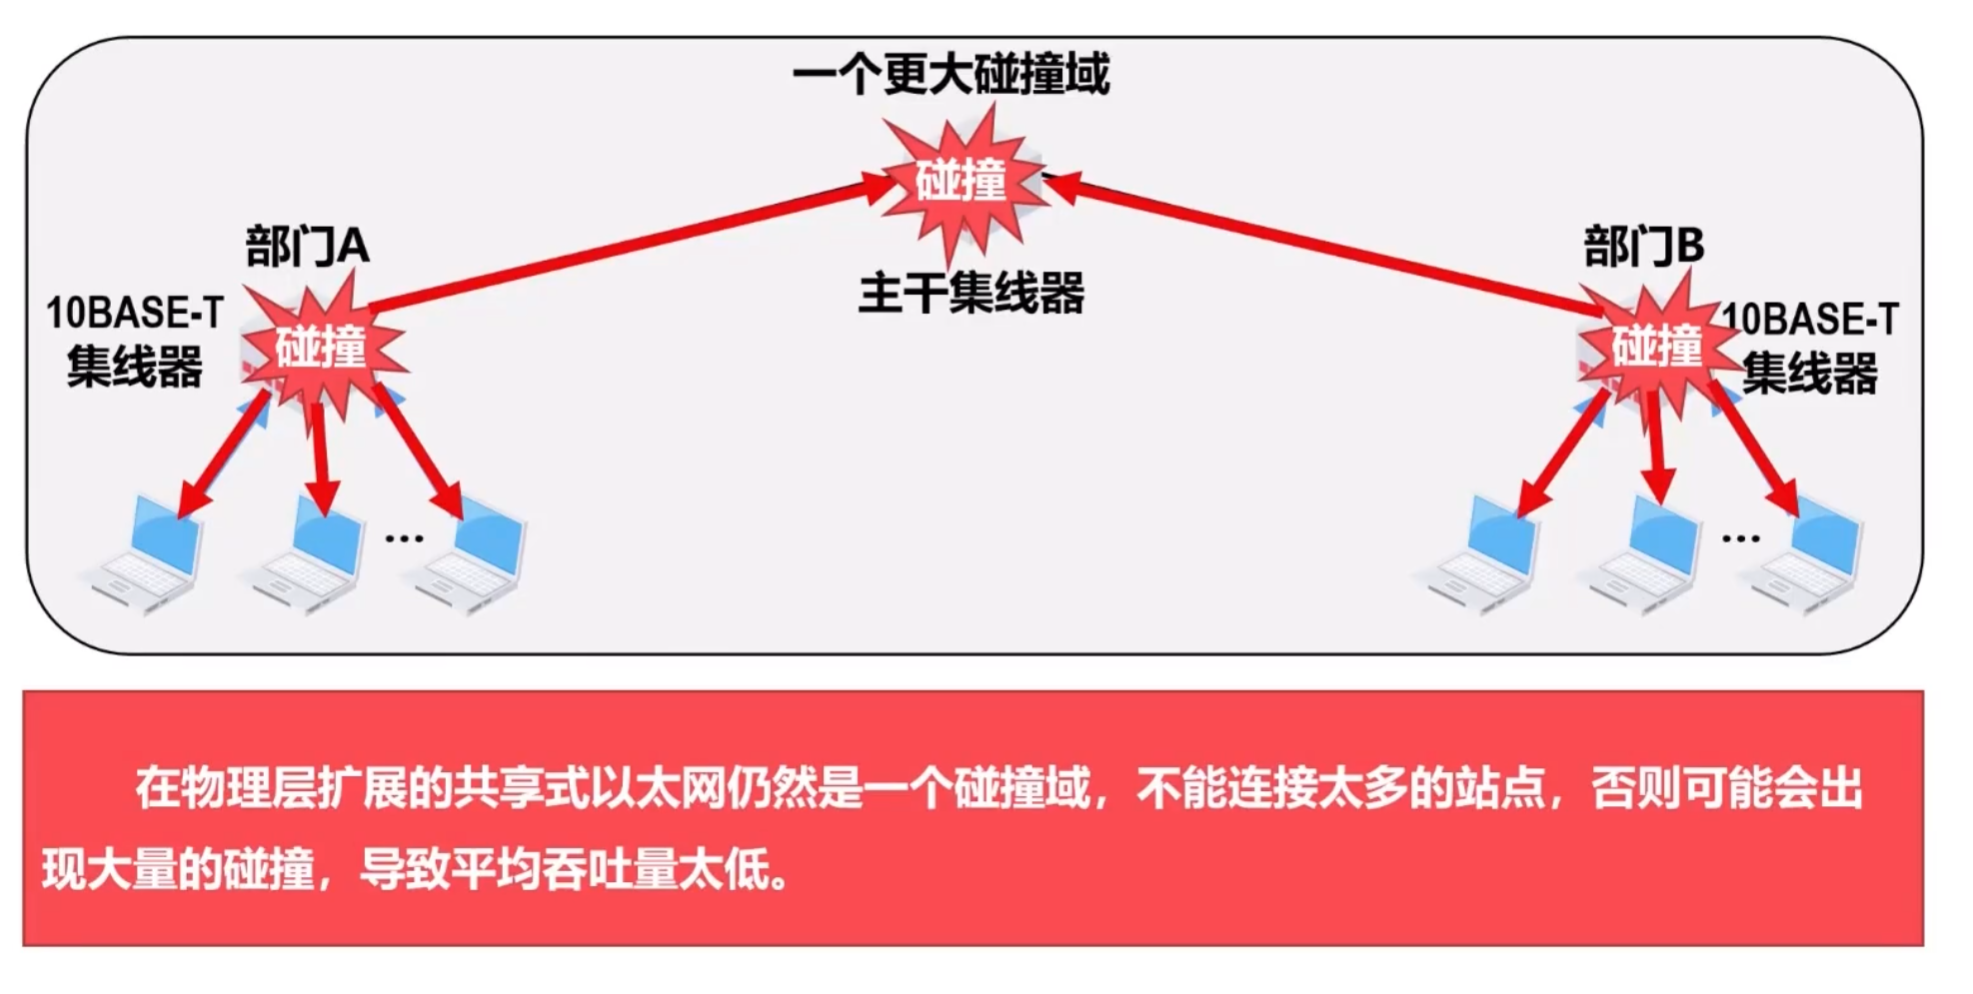 一个更大碰撞域
碰撞
主干集线器
部门A
10BASE-T
集线器
碰撞
...
部门B
碰撞
10BASE-T
集线器
...
在物理层扩展的共享式以太网仍然是一个碰撞域，不能连接太多的站点，否则可能会出
现大量的碰撞，导致平均吞吐量太低。